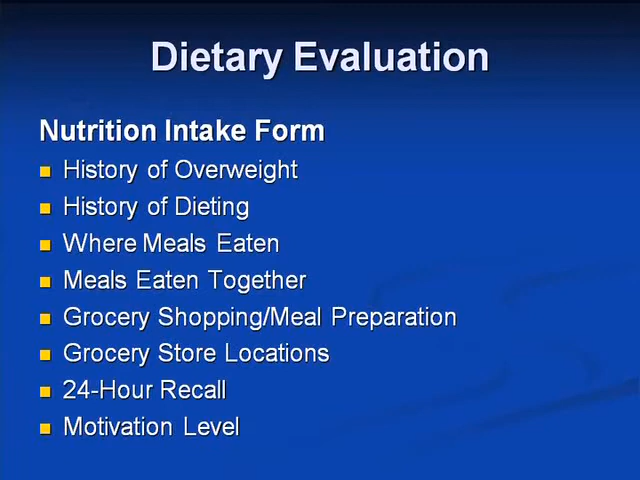 Dietary Evaluation
Nutrition Intake Form
History of Overweight
History of Dieting
Where Meals Eaten
Meals Eaten Together
Grocery Shopping/Meal Preparation
Grocery Store Locations
24-Hour Recall
Motivation Level